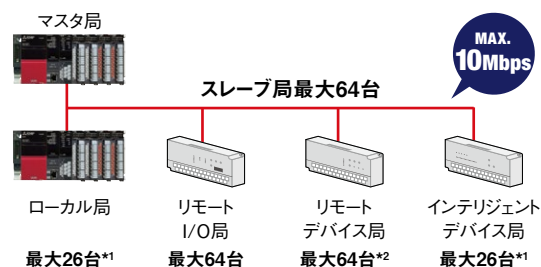 マスタ局
MAX.
10Mbps
スレーブ局最大64台
ローカル局
リモート
I/O局
リモート
デバイス局
インテリジェント
デバイス局
最大26台*1
最大64台
最大64台*2
最大26台*1